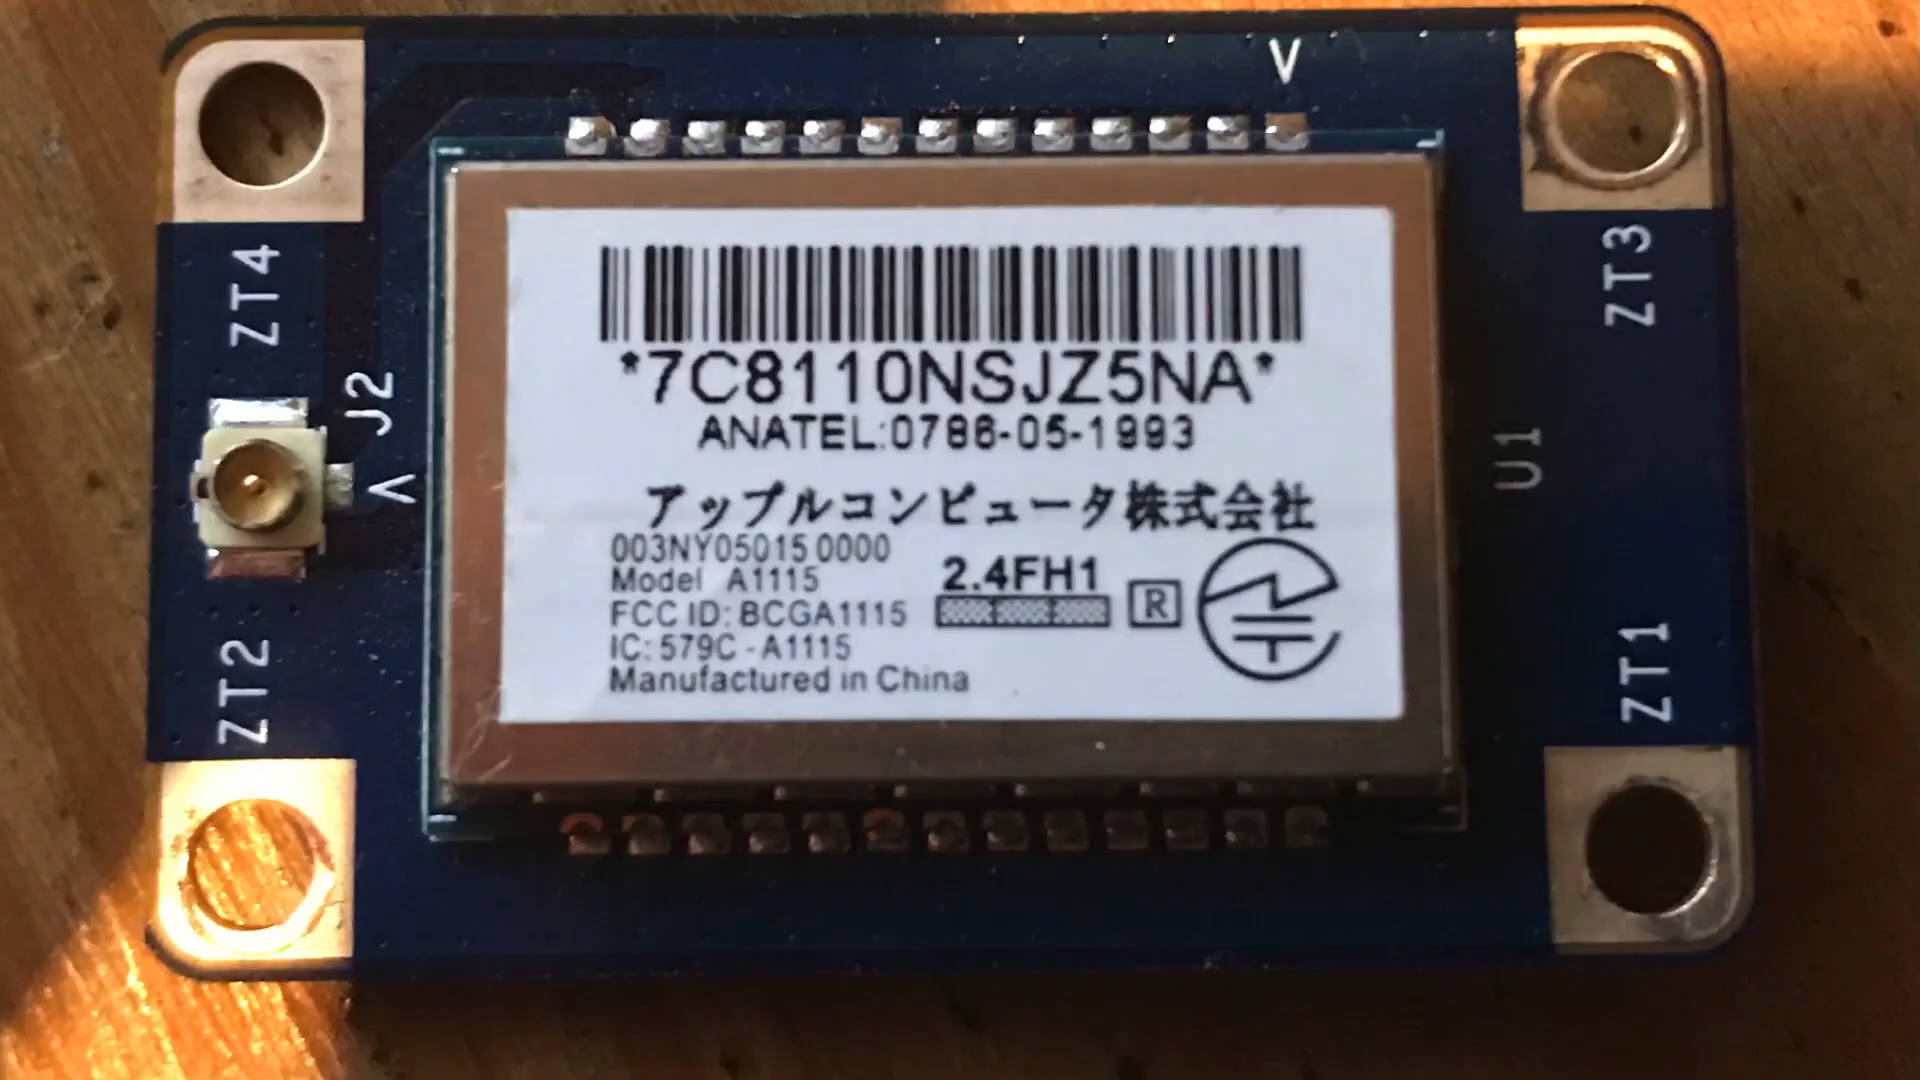 V
ZT4
ZT3
*7C8110NSJZ5NA*
ANATEL:0786-05-1993
J2
U1
アップルコンピュータ株式会社
003NY05015 0000
Model A1115
2.4FH1
R
FCC ID: BCGA1115
IC: 579C - A1115
Manufactured in China
ZT2
ZT1